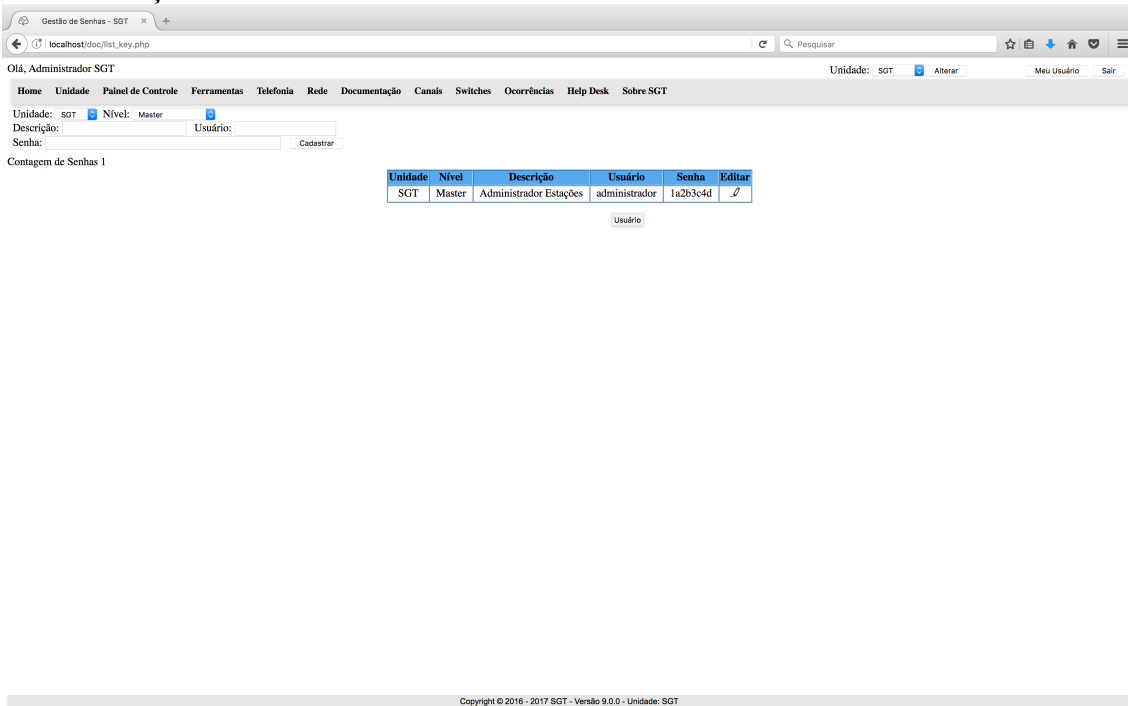 Gestão de Senhas - SGT × +
localhost/doc/list_key.php Pesquisar
Olá, Administrador SGT Unidade: SGT Alterar Meu Usuário Sair
Home Unidade Painel de Controle Ferramentas Telefonia Rede Documentação Canais Switches Ocorrências Help Desk Sobre SGT
Unidade: SGT Nível: Master
Descrição: Usuário:
Senha: Cadastrar
Contagem de Senhas 1
Unidade Nível Descrição Usuário Senha Editar
SGT Master Administrador Estações administrador 1a2b3c4d
Usuário
Copyright © 2016 - 2017 SGT - Versão 9.0.0 - Unidade: SGT